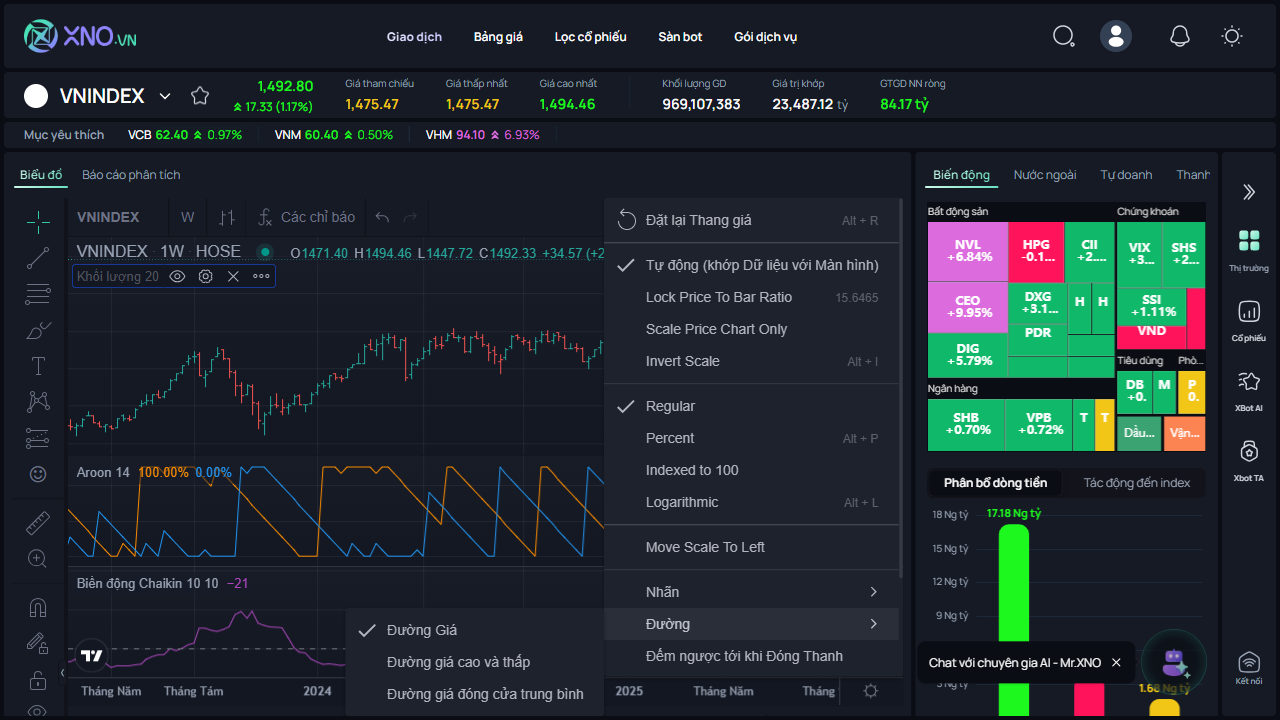 XNO.VN
Giao dịch
Bảng giá
Lọc cổ phiếu
Sàn bot
Gói dịch vụ
VNINDEX
1,492.80
17.33 (1.17%)
Giá tham chiếu
1,475.47
Giá thấp nhất
1,475.47
Giá cao nhất
1,494.46
Khối lượng GD
969,107,383
Giá trị khớp
23,487.12 tỷ
GTGD NN ròng
84.17 tỷ
Mục yêu thích
VCB 62.40 0.97%
VNM 60.40 0.50%
VHM 94.10 6.93%
Biểu đồ
Báo cáo phân tích
VNINDEX
W
Các chỉ báo
VNINDEX 1W HOSE
O1471.40 H1494.46 L1447.72 C1492.33 +34.57 (+2
Khối lượng 20
Aroon 14 100.00% 0.00%
Biến động Chaikin 10 10 −21
Tháng Năm
Tháng Tám
2024
2025
Tháng Năm
Tháng
Đặt lại Thang giá
Alt + R
Tự động (khớp Dữ liệu với Màn hình)
Lock Price To Bar Ratio
15.6465
Scale Price Chart Only
Invert Scale
Alt + I
Regular
Percent
Alt + P
Indexed to 100
Logarithmic
Alt + L
Move Scale To Left
Nhãn
Đường
Đếm ngược tới khi Đóng Thanh
Đường Giá
Đường giá cao và thấp
Đường giá đóng cửa trung bình
Biến động
Nước ngoài
Tự doanh
Thanh
Bất động sản
NVL
+6.84%
HPG
-0.1...
CII
+2....
CEO
+9.95%
DXG
+3.1...
H
H
PDR
DIG
+5.79%
Chứng khoán
VIX
+3...
SHS
+2...
SSI
+1.11%
VND
Ngân hàng
SHB
+0.70%
VPB
+0.72%
T
T
Tiêu dùng
DB
+0.
M
Phò...
P
0.
Dầu...
Vận...
Phân bổ dòng tiền
Tác động đến index
18 Ng tỷ
15 Ng tỷ
12 Ng tỷ
9 Ng tỷ
17.18 Ng tỷ
3 Ng tỷ
1.66 Ng tỷ
Chat với chuyên gia AI - Mr.XNO
Thị trường
Cổ phiếu
XBot AI
Xbot TA
Kết nối